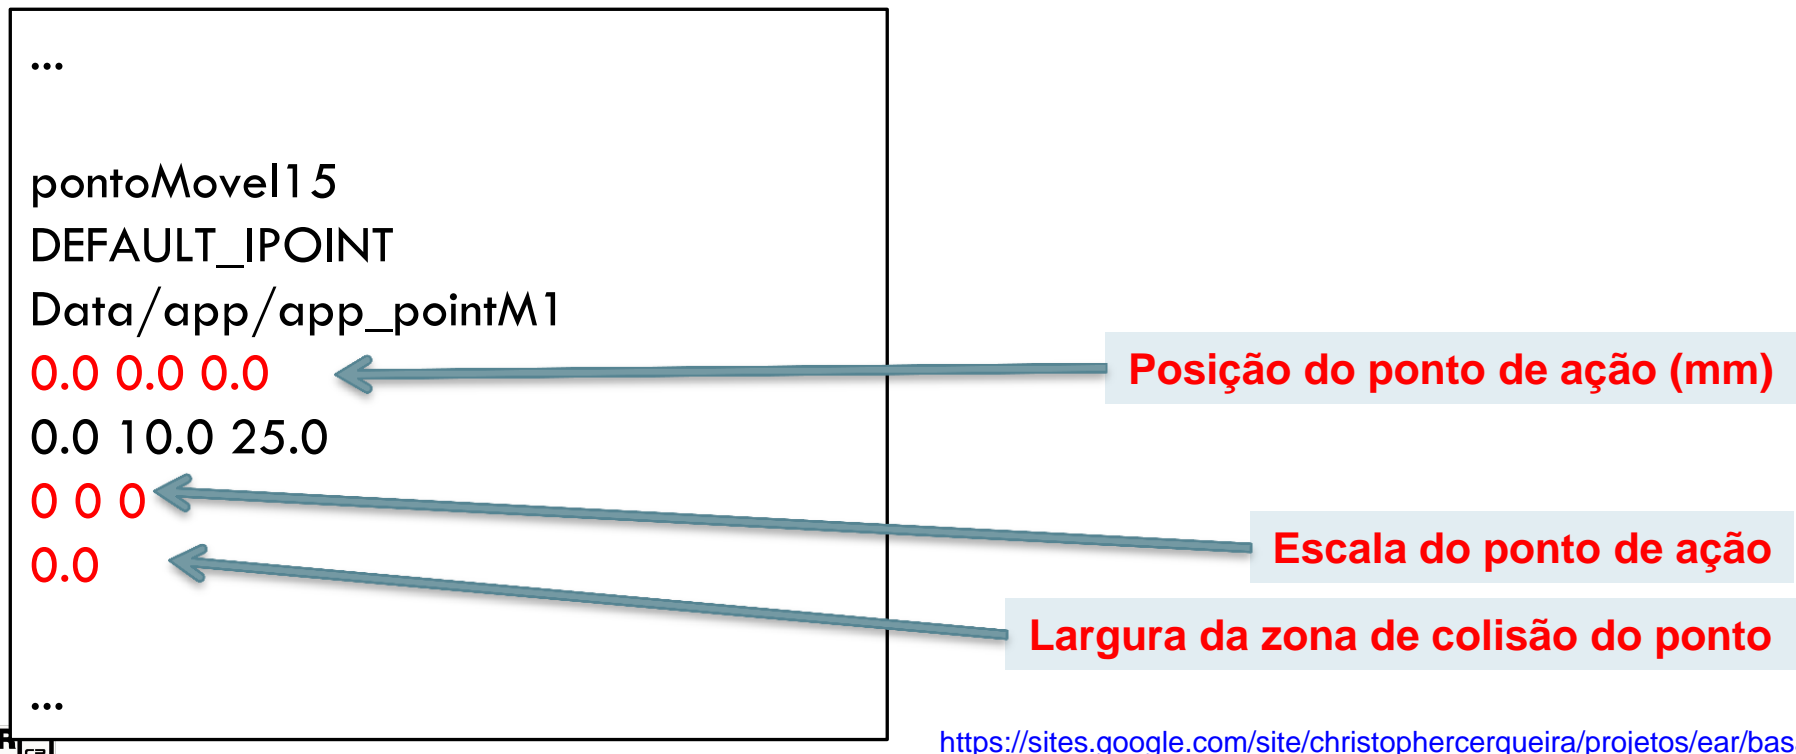 ...
pontoMovel15
DEFAULT_IPOINT
Data/app/app_pointM1
0.0 0.0 0.0
Posição do ponto de ação (mm)
0.0 10.0 25.0
0 0 0
Escala do ponto de ação
0.0
Largura da zona de colisão do ponto
...
https://sites.google.com/site/christophercerqueira/projetos/ear/bas